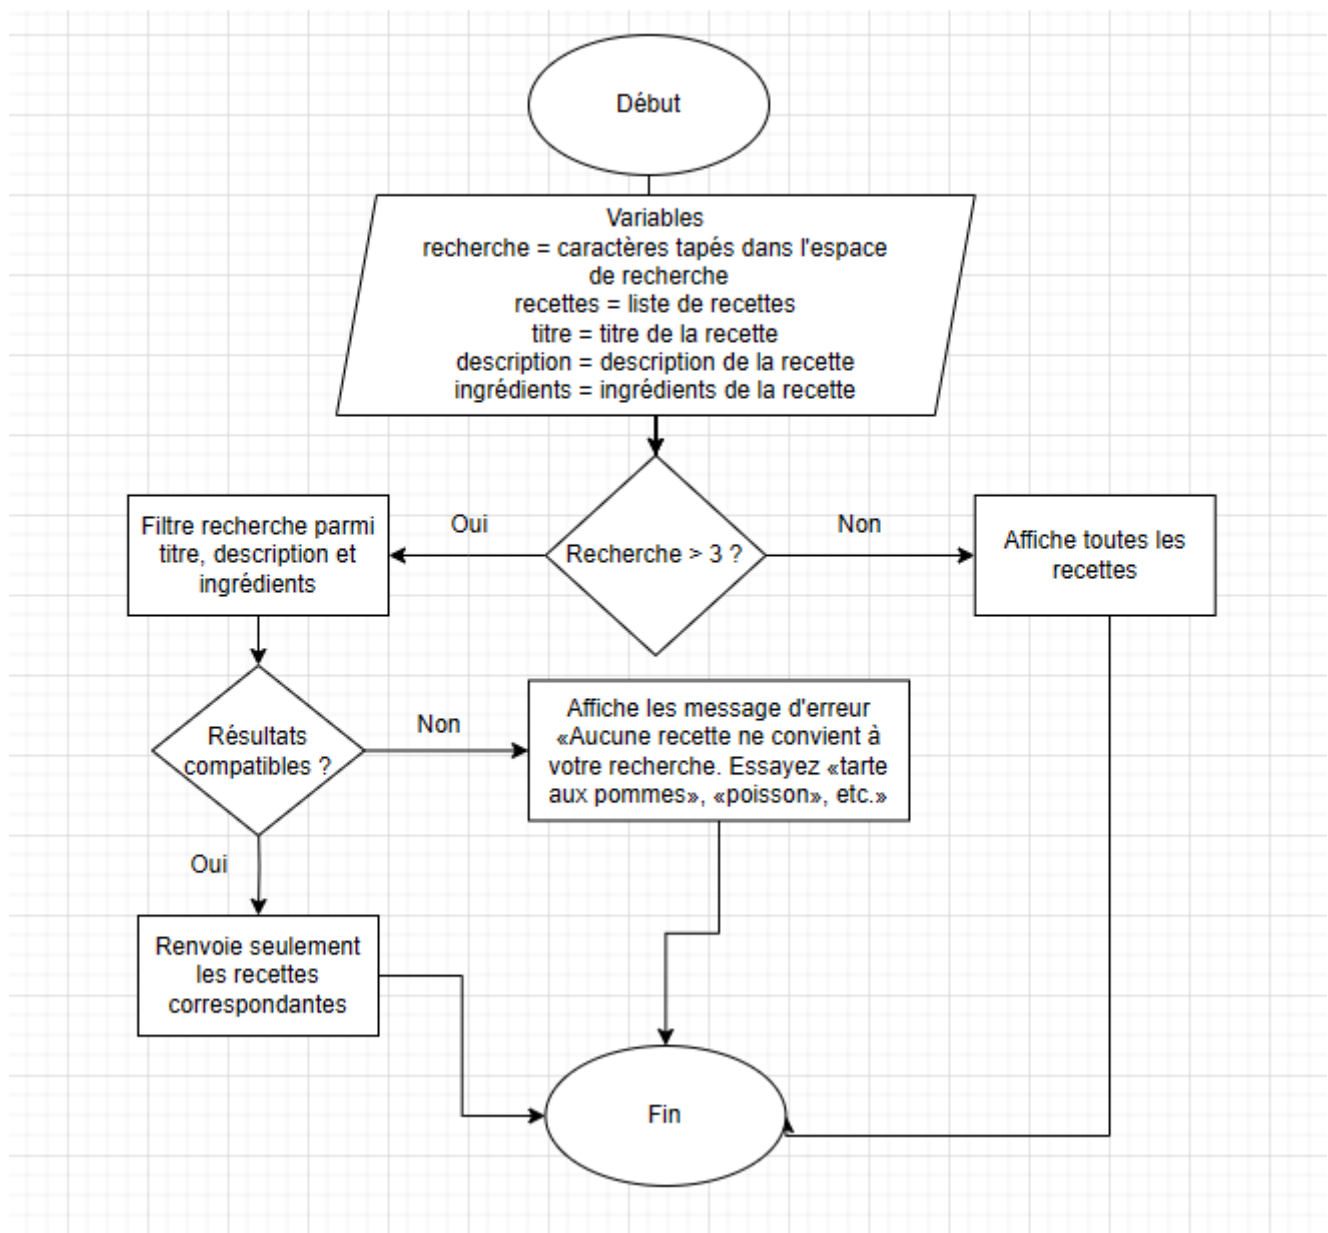 Début
Variables
recherche = caractères tapés dans l'espace
de recherche
recettes = liste de recettes
titre = titre de la recette
description = description de la recette
ingrédients = ingrédients de la recette
Filtre recherche parmi
titre, description et
ingrédients
Oui
Recherche > 3 ?
Non
Affiche toutes les
recettes
Résultats
compatibles ?
Non
Affiche les message d'erreur
«Aucune recette ne convient à
votre recherche. Essayez «tarte
aux pommes», «poisson», etc.»
Oui
Renvoie seulement
les recettes
correspondantes
Fin